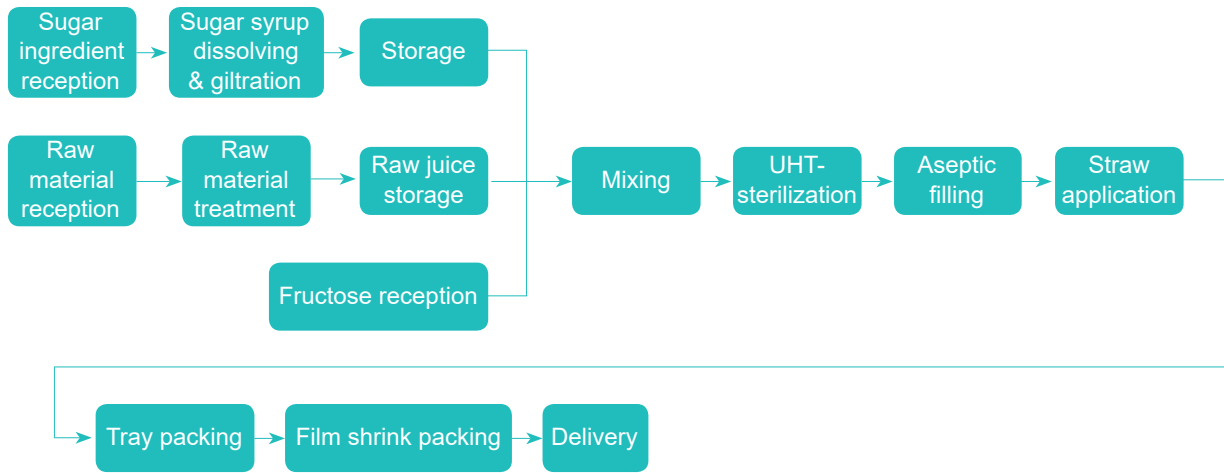 Sugar
ingredient
reception
Sugar syrup
dissolving
& giltration
Storage
Raw
material
reception
Raw
material
treatment
Raw juice
storage
Mixing
UHT-
sterilization
Aseptic
filling
Straw
application
Fructose reception
Tray packing
Film shrink packing
Delivery